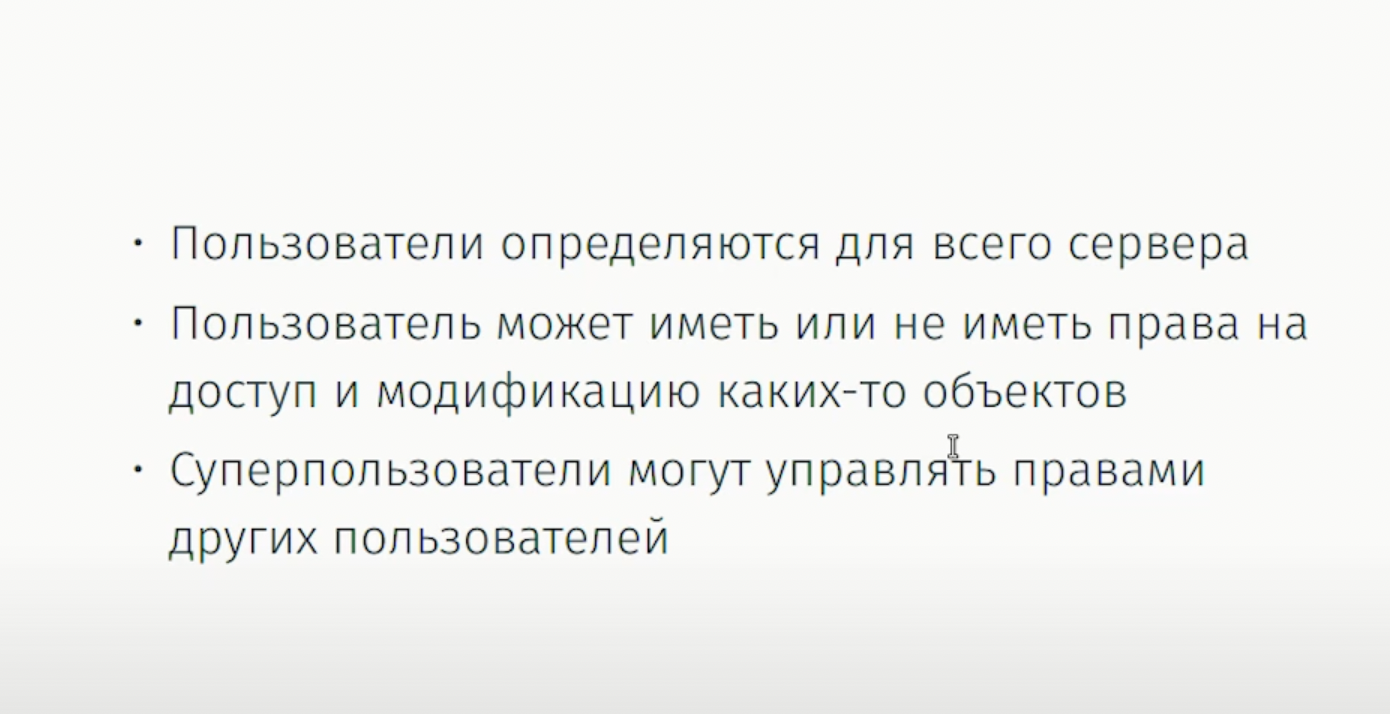 • Пользователи определяются для всего сервера
• Пользователь может иметь или не иметь права на
доступ и модификацию каких-то объектов
• Суперпользователи могут управлять правами
других пользователей